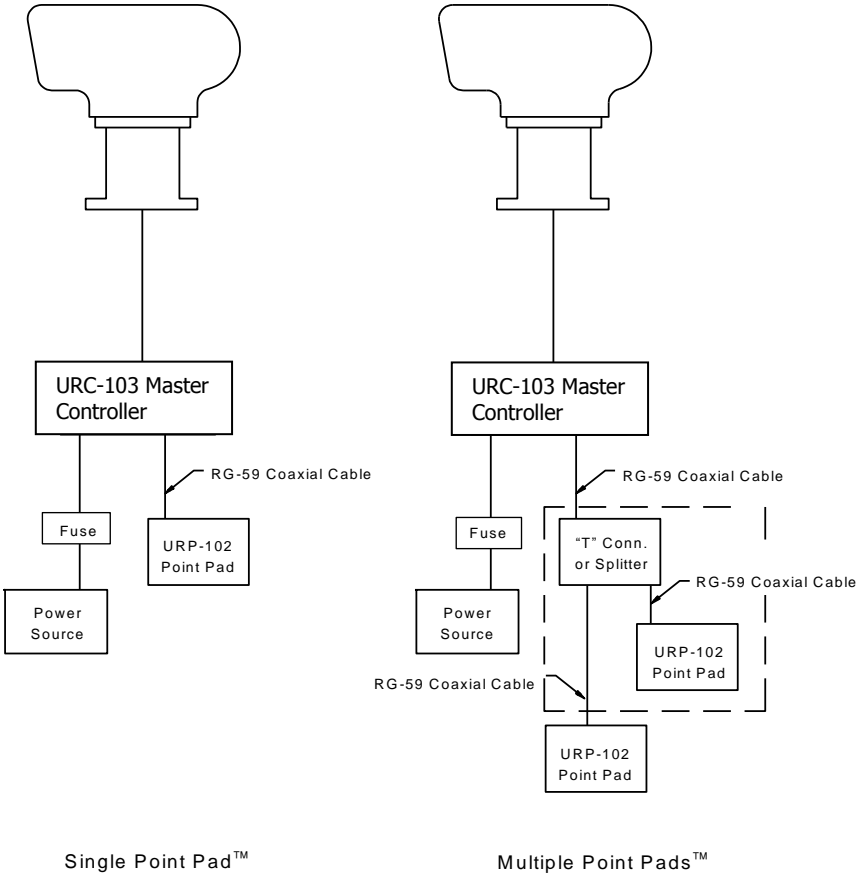 URC-103 Master
Controller
RG-59 Coaxial Cable
Fuse
URP-102
Point Pad
Power
Source
Single Point Pad™
URC-103 Master
Controller
RG-59 Coaxial Cable
Fuse
"T" Conn.
or Splitter
RG-59 Coaxial Cable
Power
Source
URP-102
Point Pad
RG-59 Coaxial Cable
URP-102
Point Pad
Multiple Point Pads™